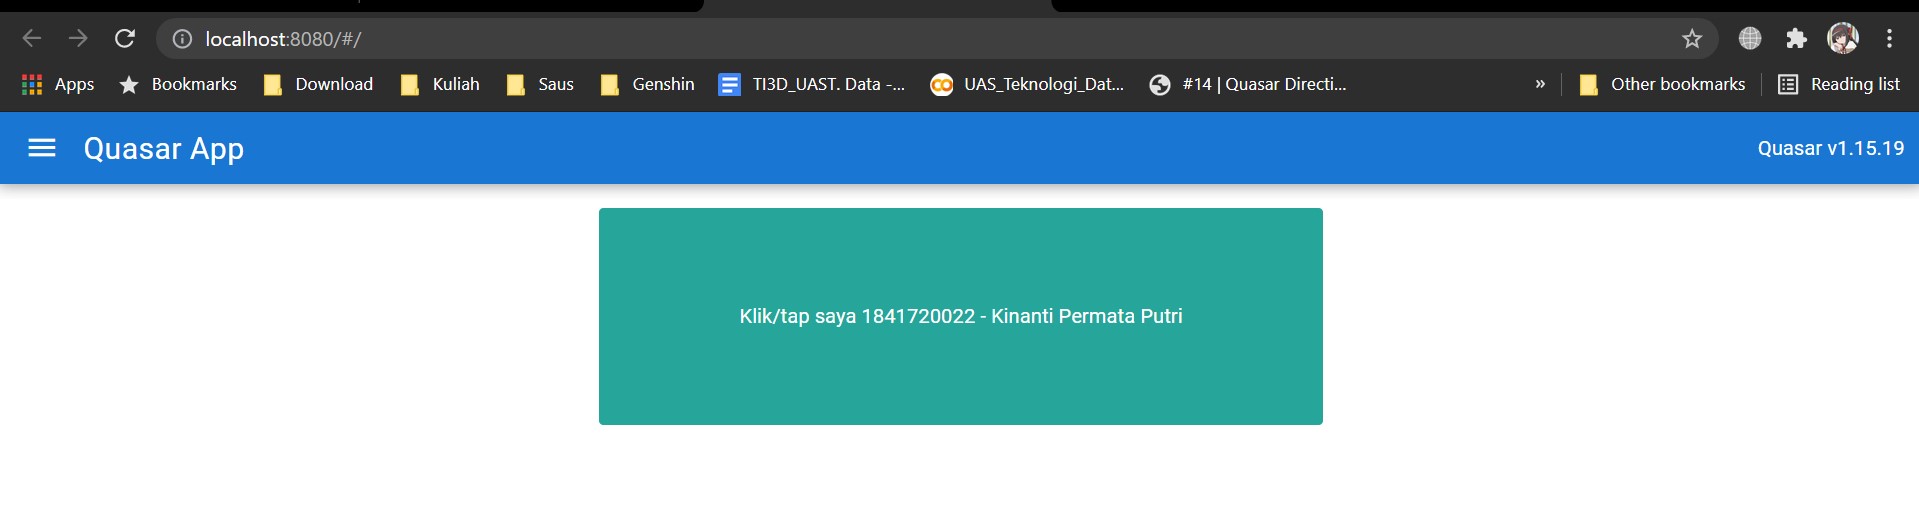 localhost:8080/#/
Apps Bookmarks Download Kuliah Saus Genshin TI3D_UAST. Data -... UAS_Teknologi_Dat... #14 | Quasar Directi... » Other bookmarks Reading list
Quasar App Quasar v1.15.19
Klik/tap saya 1841720022 - Kinanti Permata Putri